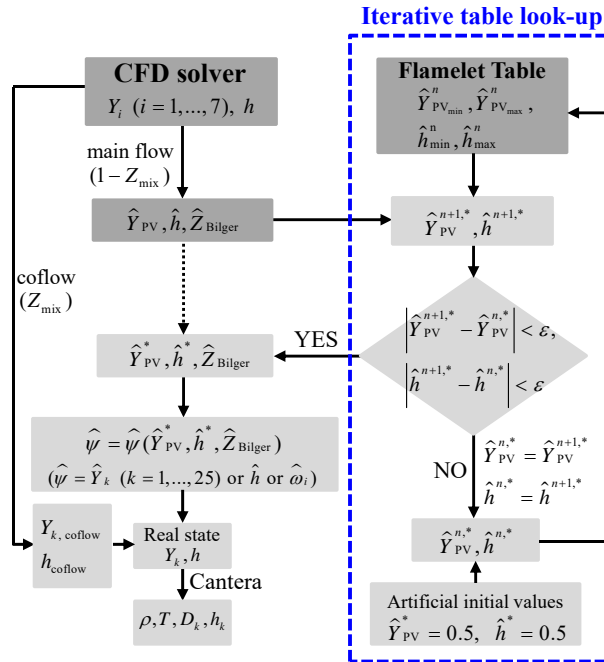 Iterative table look-up
CFD solver
Y_i (i = 1,...,7), h
main flow
(1 − Z_mix)
Ŷ_PV, ĥ, Ẑ_Bilger
coflow
(Z_mix)
Ŷ*_PV, ĥ*, Ẑ_Bilger
ψ̂ = ψ̂(Ŷ*_PV, ĥ*, Ẑ_Bilger)
(ψ̂ = Ŷ_k (k = 1,...,25) or ĥ or ω̂_i)
Y_k, coflow
h_coflow
Real state
Y_k, h
Cantera
ρ, T, D_k, h_k
Flamelet Table
Ŷ^n_PVmin, Ŷ^n_PVmax,
ĥ^n_min, ĥ^n_max
Ŷ^{n+1,*}_PV, ĥ^{n+1,*}
|Ŷ^{n+1,*}_PV − Ŷ^{n,*}_PV| < ε,
|ĥ^{n+1,*} − ĥ^{n,*}| < ε
YES
NO
Ŷ^{n,*}_PV = Ŷ^{n+1,*}_PV
ĥ^{n,*} = ĥ^{n+1,*}
Ŷ^{n,*}_PV, ĥ^{n,*}
Artificial initial values
Ŷ*_PV = 0.5, ĥ* = 0.5